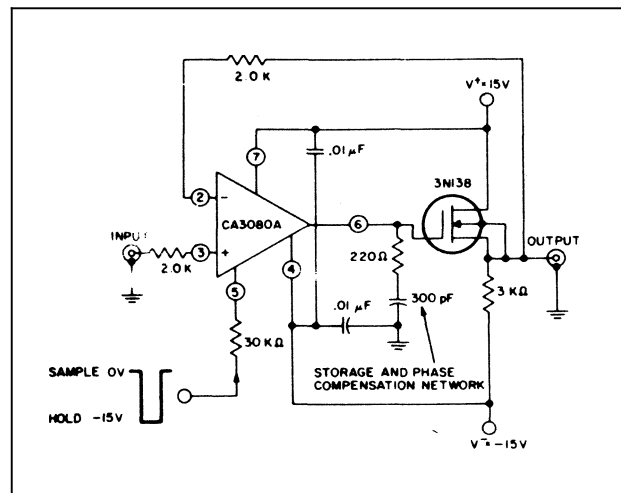 2.0 K
V+=15V
.01 µF
7
3N138
2
-
CA3080A
6
INPUT
3
+
2.0 K
4
220Ω
OUTPUT
5
.01 µF
300 pF
3 KΩ
30 KΩ
STORAGE AND PHASE
COMPENSATION NETWORK
SAMPLE 0V
HOLD -15V
V-=-15V